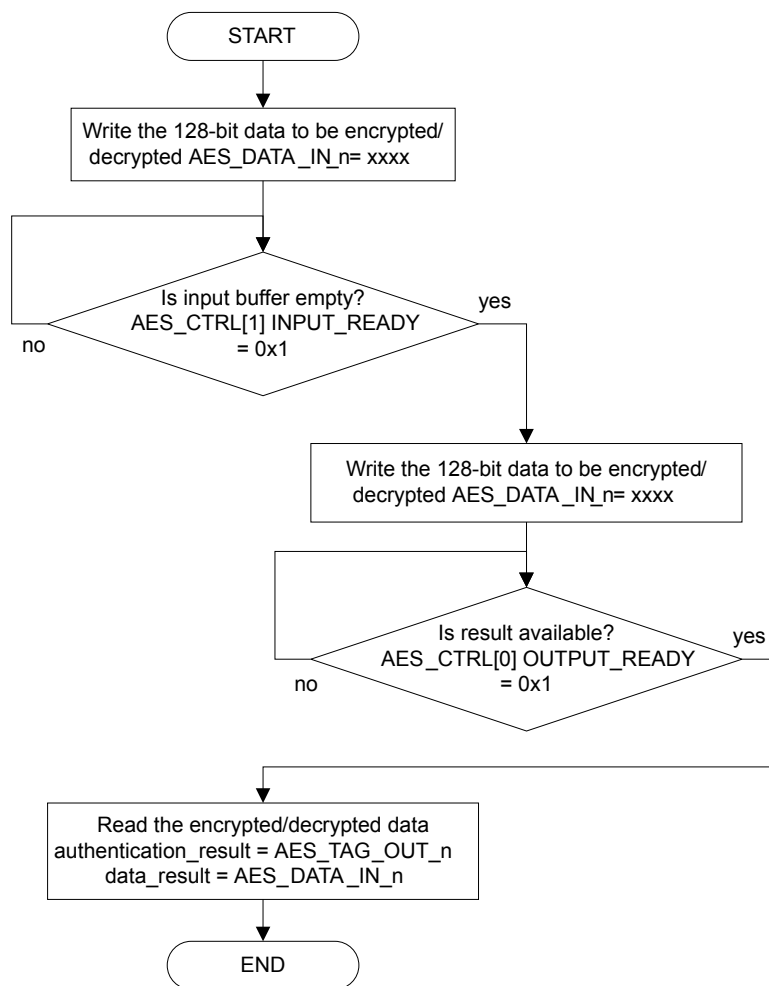 START
Write the 128-bit data to be encrypted/
decrypted AES_DATA_IN_n= xxxx
Is input buffer empty?
AES_CTRL[1] INPUT_READY
= 0x1
yes
no
Write the 128-bit data to be encrypted/
decrypted AES_DATA_IN_n= xxxx
Is result available?
AES_CTRL[0] OUTPUT_READY
= 0x1
yes
no
Read the encrypted/decrypted data
authentication_result = AES_TAG_OUT_n
data_result = AES_DATA_IN_n
END